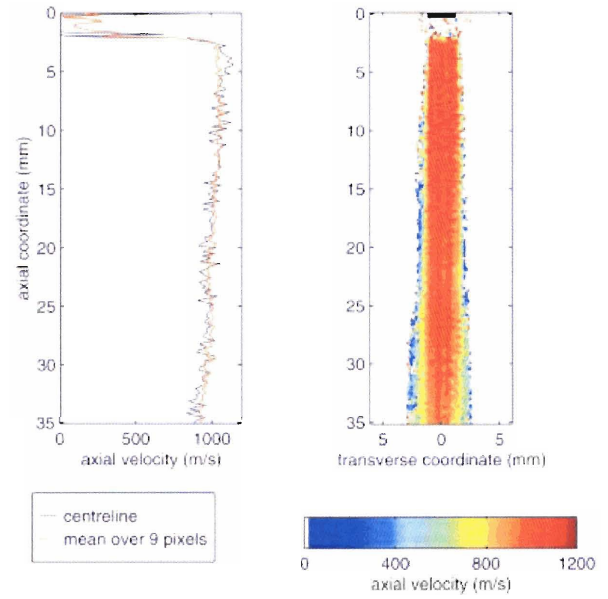 0
5
10
15
20
25
30
35
axial coordinate (mm)
0 500 1000
axial velocity (m/s)
0
5
10
15
20
25
30
35
5 0 5
transverse coordinate (mm)
centreline
mean over 9 pixels
0 400 800 1200
axial velocity (m/s)